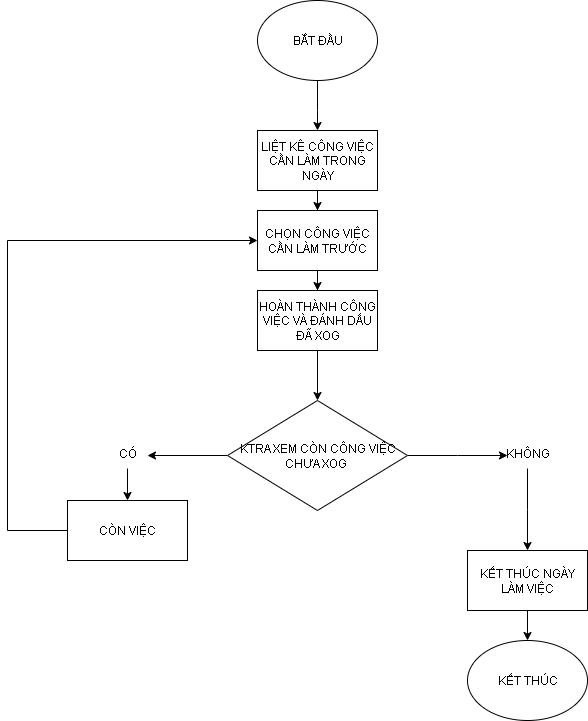 BẮT ĐẦU
LIỆT KÊ CÔNG VIỆC
CẦN LÀM TRONG
NGÀY
CHỌN CÔNG VIỆC
CẦN LÀM TRƯỚC
HOÀN THÀNH CÔNG
VIỆC VÀ ĐÁNH DẤU
ĐÃ XOG
KTRA XEM CÒN CÔNG VIỆC
CHƯA XOG
CÓ
KHÔNG
CÒN VIỆC
KẾT THÚC NGÀY
LÀM VIỆC
KẾT THÚC